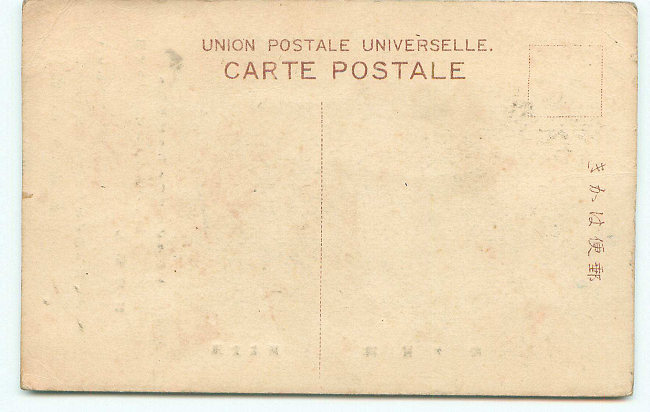 UNION POSTALE UNIVERSELLE.
CARTE POSTALE
郵便はかき